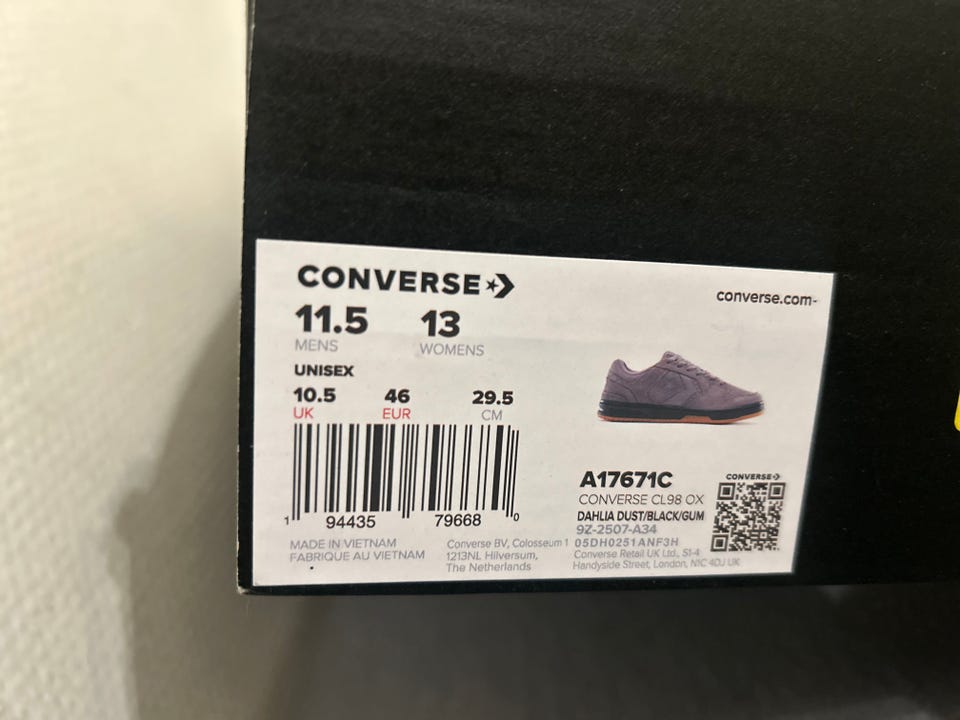 CONVERSE
converse.com-
11.5 13
MENS WOMENS
UNISEX
10.5 46 29.5
UK EUR CM
1 94435 79668 0
MADE IN VIETNAM
FABRIQUE AU VIETNAM
Converse BV, Colosseum 1
1213NL Hilversum,
The Netherlands
A17671C
CONVERSE CL98 OX
DAHLIA DUST/BLACK/GUM
9Z-2507-A34
05DH0251ANF3H
Converse Retail UK Ltd., S1-4
Handyside Street, London, N1C 4DJ UK
CONVERSE